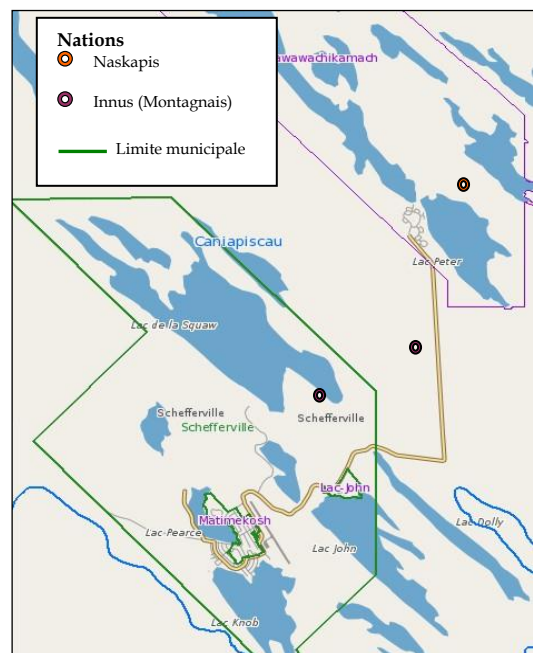 Nations
Naskapis
Innus (Montagnais)
Limite municipale
awawachikamach
Caniapiscau
Lac Peter
Lac de la Squaw
Schefferville
Schefferville
Schefferville
Lac-John
Matimekosh
Lac Pearce
Lac Dolly
Lac John
Lac Knob